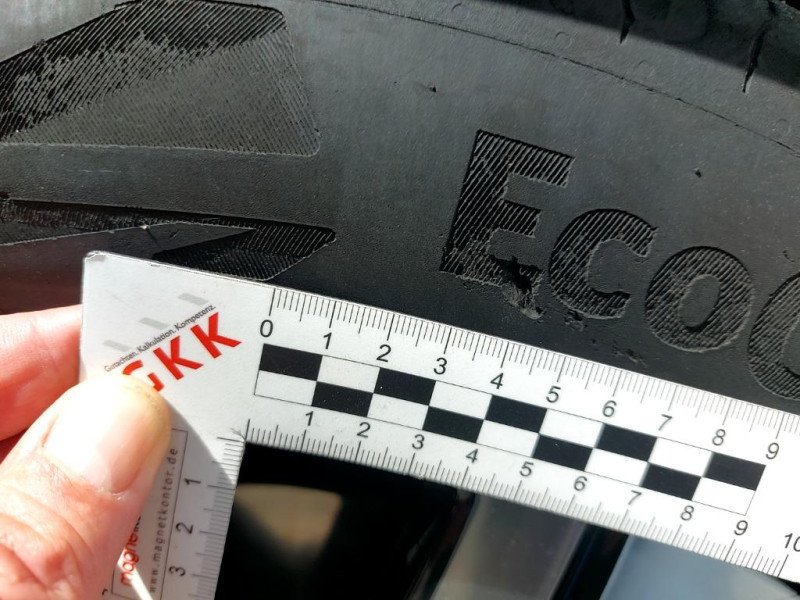 Ecoc
Gutachten. Kalkulation. Kompetenz.
GKK
0 1 2 3 4 5 6 7 8 9
1 2 3 4 5 6 7 8 9 10
1 2 3
www.magnetkontor.de